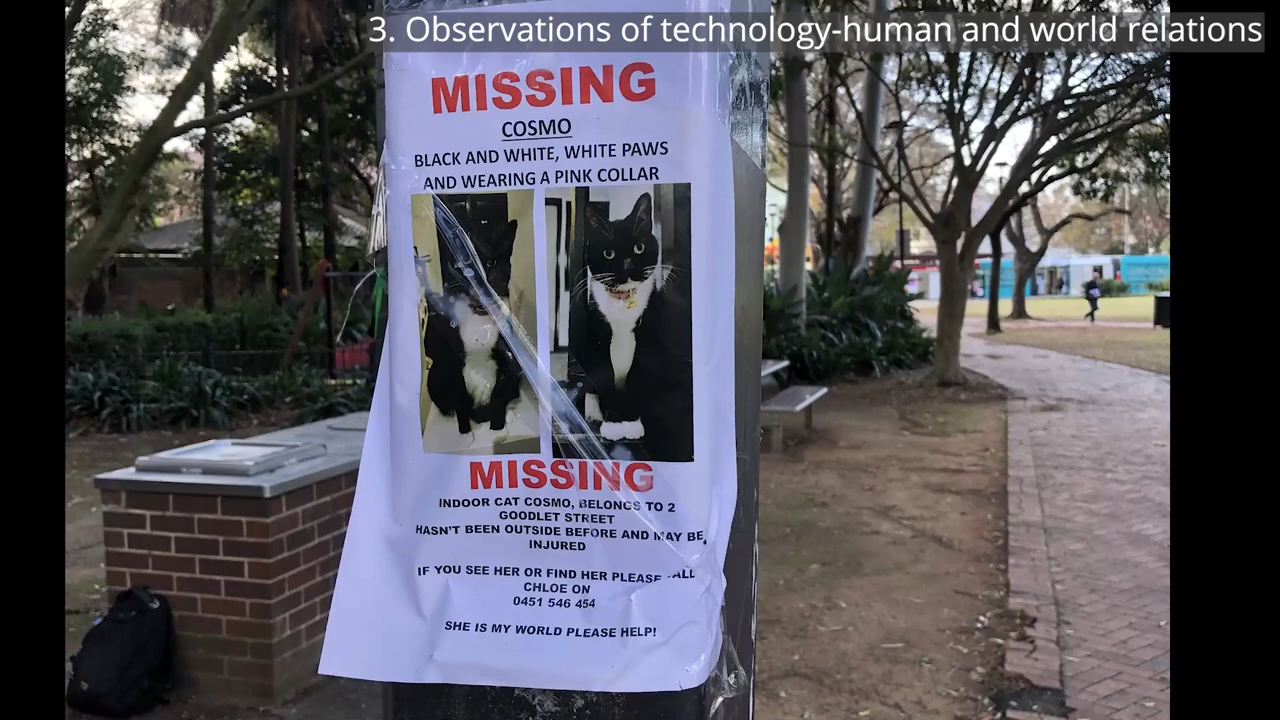 3. Observations of technology-human and world relations
MISSING
COSMO
BLACK AND WHITE, WHITE PAWS
AND WEARING A PINK COLLAR
MISSING
INDOOR CAT COSMO, BELONGS TO 2
GOODLET STREET
HASN'T BEEN OUTSIDE BEFORE AND MAY BE
INJURED
IF YOU SEE HER OR FIND HER PLEASE
CHLOE ON
0451 546 454
SHE IS MY WORLD PLEASE HELP!